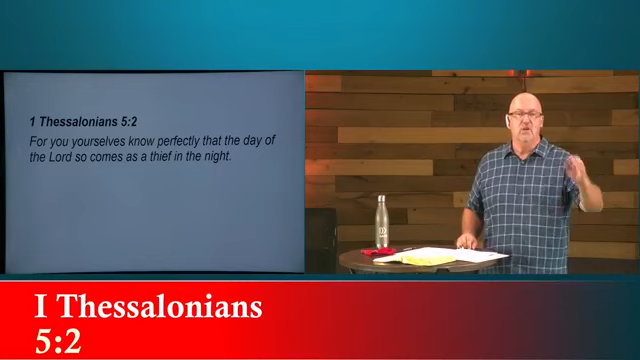 1 Thessalonians 5:2
For you yourselves know perfectly that the day of
the Lord so comes as a thief in the night.
I Thessalonians
5:2